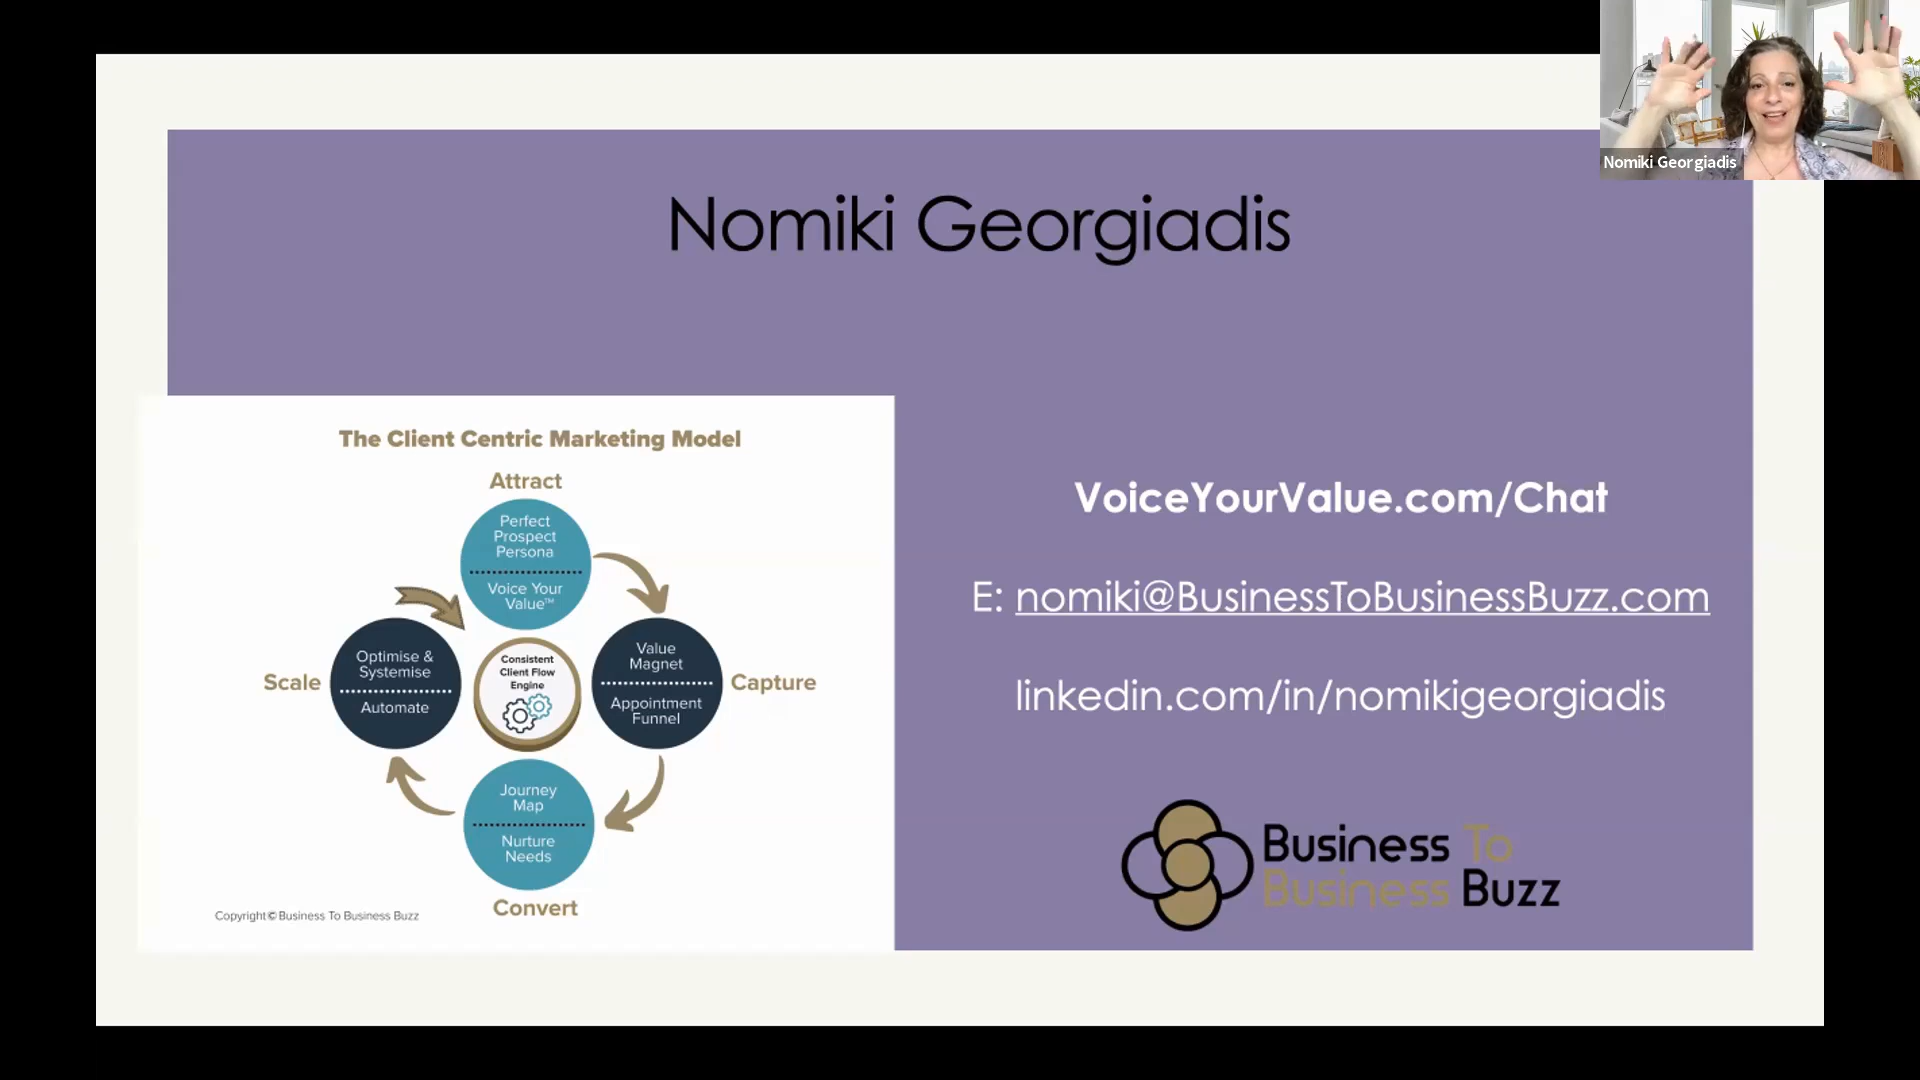 Nomiki Georgiadis
Nomiki Georgiadis
The Client Centric Marketing Model
Attract
Perfect
Prospect
Persona
Voice Your
Value™
Scale
Optimise &
Systemise
Automate
Consistent
Client Flow
Engine
Value
Magnet
Appointment
Funnel
Capture
Journey
Map
Nurture
Needs
Convert
Copyright © Business To Business Buzz
VoiceYourValue.com/Chat
E: nomiki@BusinessToBusinessBuzz.com
linkedin.com/in/nomikigeorgiadis
Business To
Business Buzz